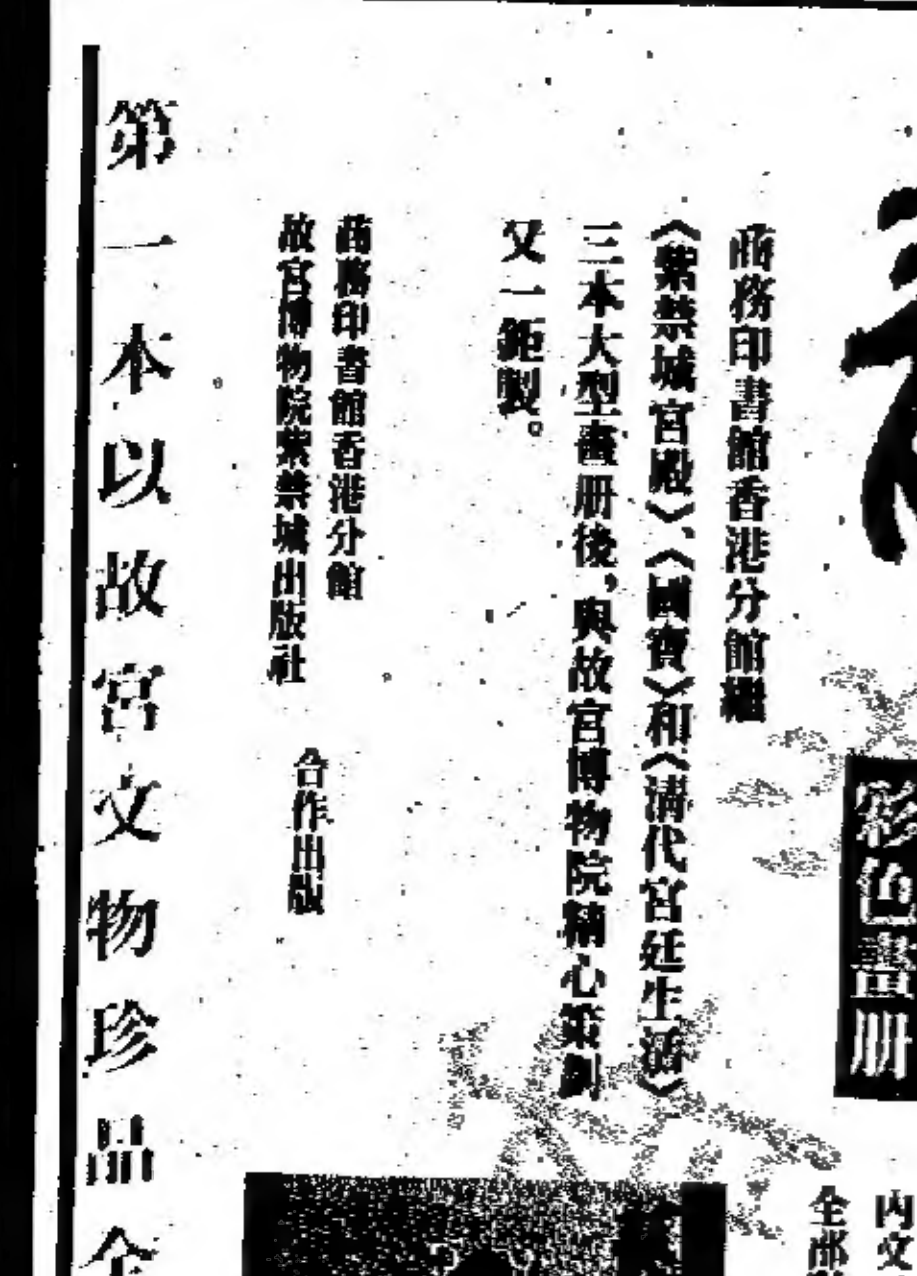 彩色畫册
內文
全部
商務印書館香港分館繼
《紫禁城宮殿》、《國寶》和《清代宮廷生活》
三本大型畫册後，與故宮博物院精心策劃
又一鉅製。
商務印書館香港分館
故宮博物院紫禁城出版社
合作出版
第一本以故宮文物珍品全